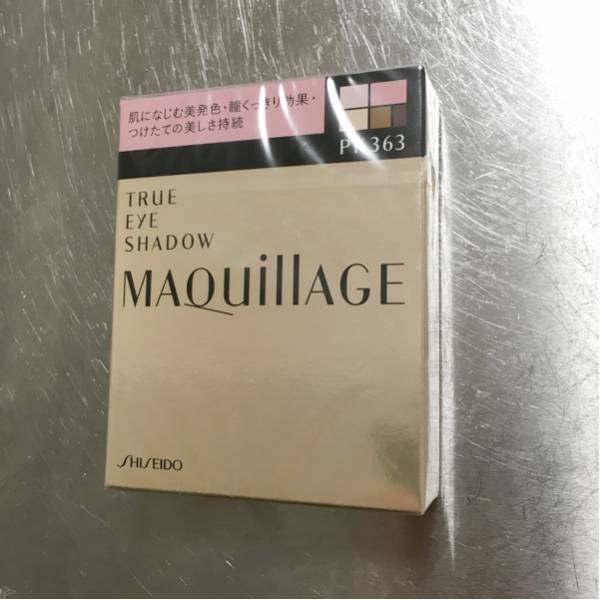 肌になじむ美発色・瞳くっきり効果・
つけたての美しさ持続
PK363
TRUE
EYE
SHADOW
MAQuillAGE
SHISEIDO